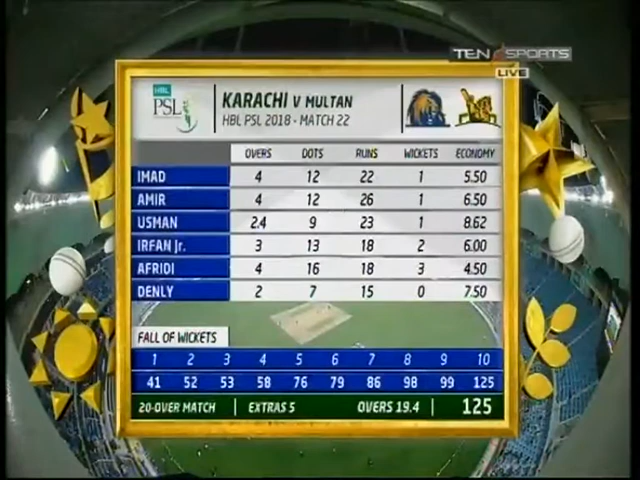 TEN SPORTS
LIVE
HBL
PSL
KARACHI V MULTAN
HBL PSL 2018 - MATCH 22
OVERS DOTS RUNS WICKETS ECONOMY
IMAD 4 12 22 1 5.50
AMIR 4 12 26 1 6.50
USMAN 2.4 9 23 1 8.62
IRFAN Jr. 3 13 18 2 6.00
AFRIDI 4 16 18 3 4.50
DENLY 2 7 15 0 7.50
FALL OF WICKETS
1 2 3 4 5 6 7 8 9 10
41 52 53 58 76 79 86 98 99 125
20-OVER MATCH EXTRAS 5 OVERS 19.4 125